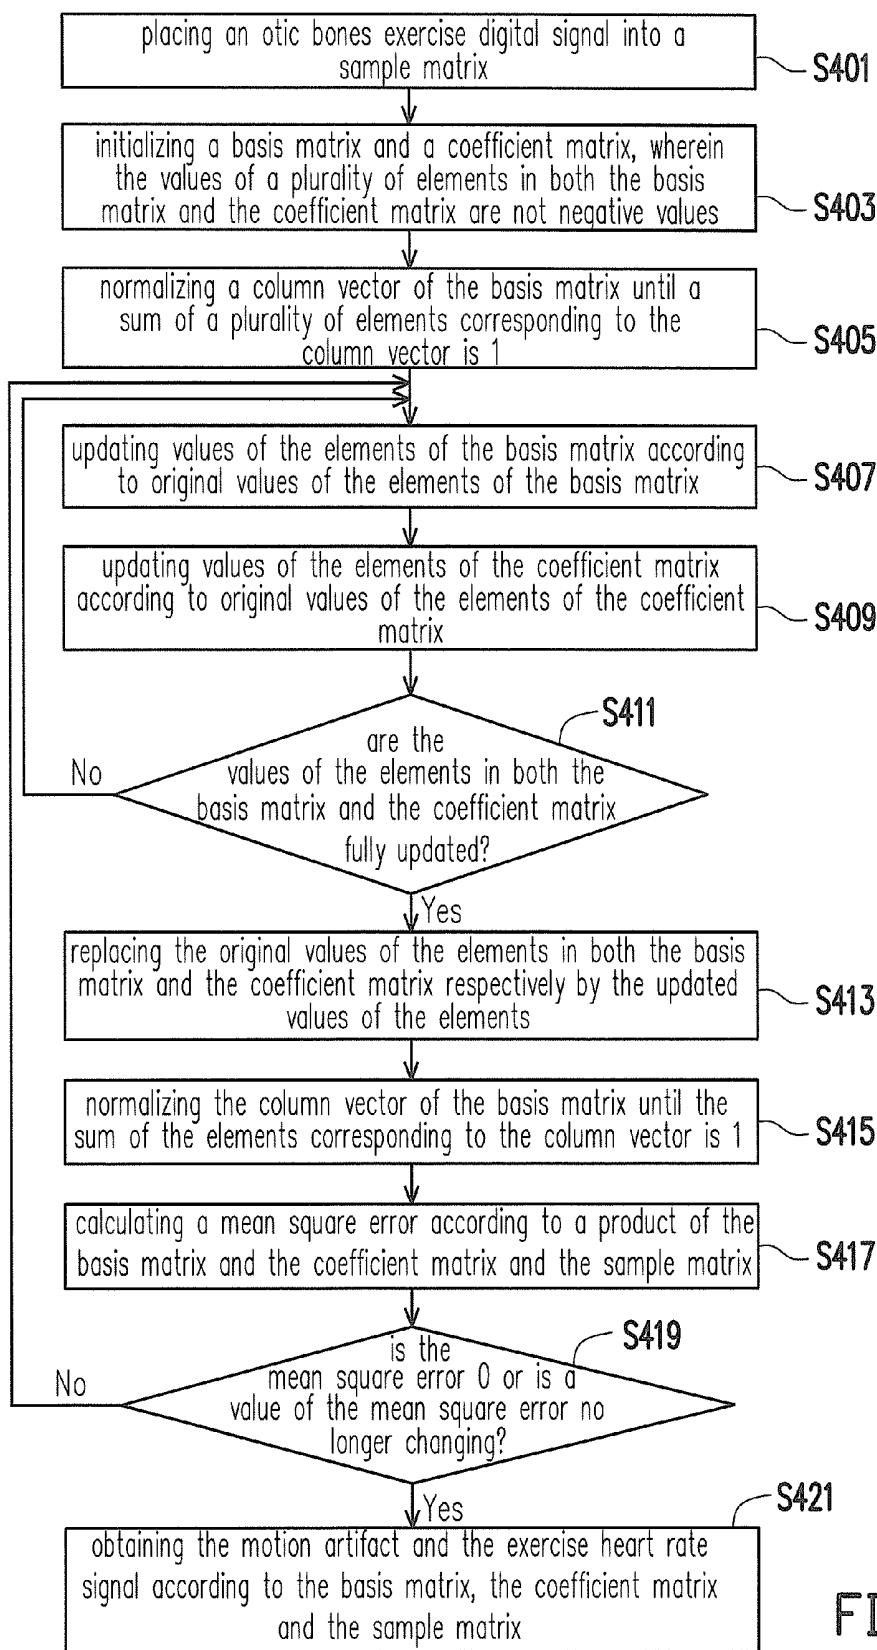 placing an otic bones exercise digital signal into a
sample matrix
S401
initializing a basis matrix and a coefficient matrix, wherein
the values of a plurality of elements in both the basis
matrix and the coefficient matrix are not negative values
S403
normalizing a column vector of the basis matrix until a
sum of a plurality of elements corresponding to the
column vector is 1
S405
updating values of the elements of the basis matrix according
to original values of the elements of the basis matrix
S407
updating values of the elements of the coefficient matrix
according to original values of the elements of the coefficient
matrix
S409
S411
are the
values of the elements in both the
basis matrix and the coefficient matrix
fully updated?
No
Yes
replacing the original values of the elements in both the basis
matrix and the coefficient matrix respectively by the updated
values of the elements
S413
normalizing the column vector of the basis matrix until the
sum of the elements corresponding to the column vector is 1
S415
calculating a mean square error according to a product of the
basis matrix and the coefficient matrix and the sample matrix
S417
S419
is the
mean square error 0 or is a
value of the mean square error no
longer changing?
No
Yes
S421
obtaining the motion artifact and the exercise heart rate
signal according to the basis matrix, the coefficient matrix
and the sample matrix
FI